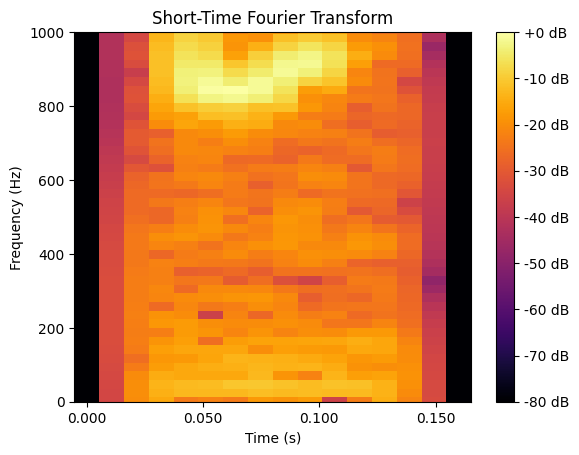 Short-Time Fourier Transform
1000
800
600
400
200
0
Frequency (Hz)
0.000
0.050
0.100
0.150
Time (s)
+0 dB
-10 dB
-20 dB
-30 dB
-40 dB
-50 dB
-60 dB
-70 dB
-80 dB